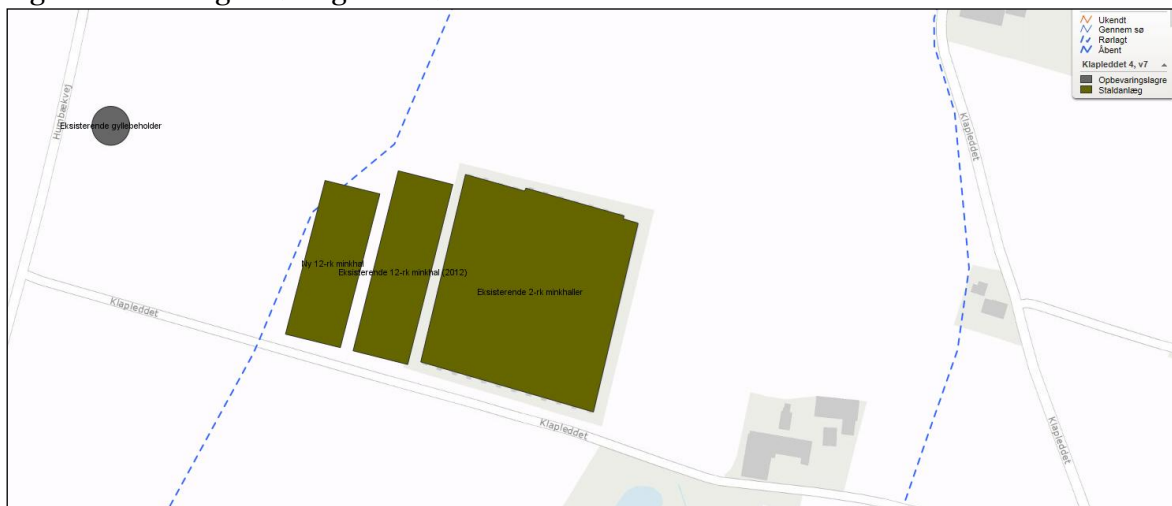 Ukendt
Gennem sø
Rørlagt
Åbent
Klapleddet 4, v7
Opbevaringslagre
Staldanlæg
Humbækvej
Eksisterende gyllebeholder
Klapleddet
Ny 12-rk minkhal
Eksisterende 12-rk minkhal (2012)
Eksisterende 2-rk minkhaller
Klapleddet
Klapleddet
Klapleddet